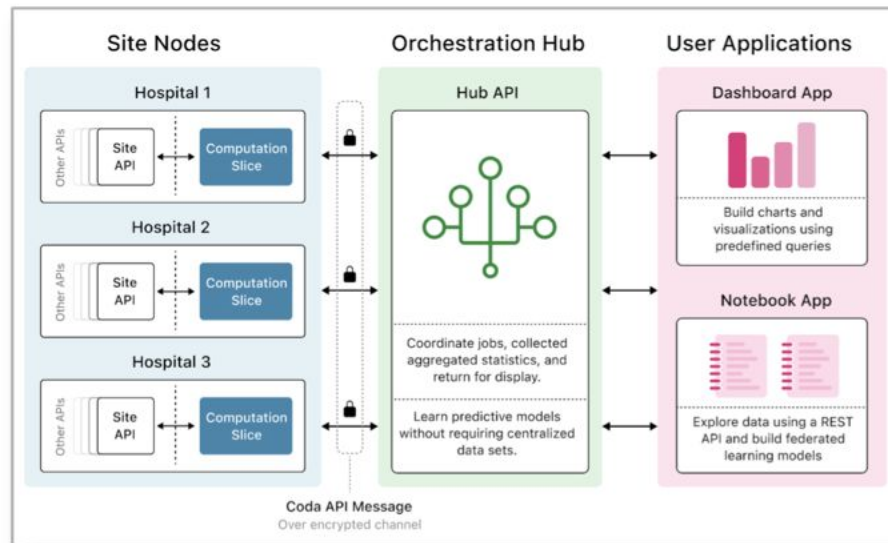 Site Nodes
Orchestration Hub
User Applications
Hospital 1
Other APIs
Site
API
Computation
Slice
Hospital 2
Other APIs
Site
API
Computation
Slice
Hospital 3
Other APIs
Site
API
Computation
Slice
Coda API Message
Over encrypted channel
Hub API
Coordinate jobs, collected
aggregated statistics, and
return for display.
Learn predictive models
without requiring centralized
data sets.
Dashboard App
Build charts and
visualizations using
predefined queries
Notebook App
Explore data using a REST
API and build federated
learning models